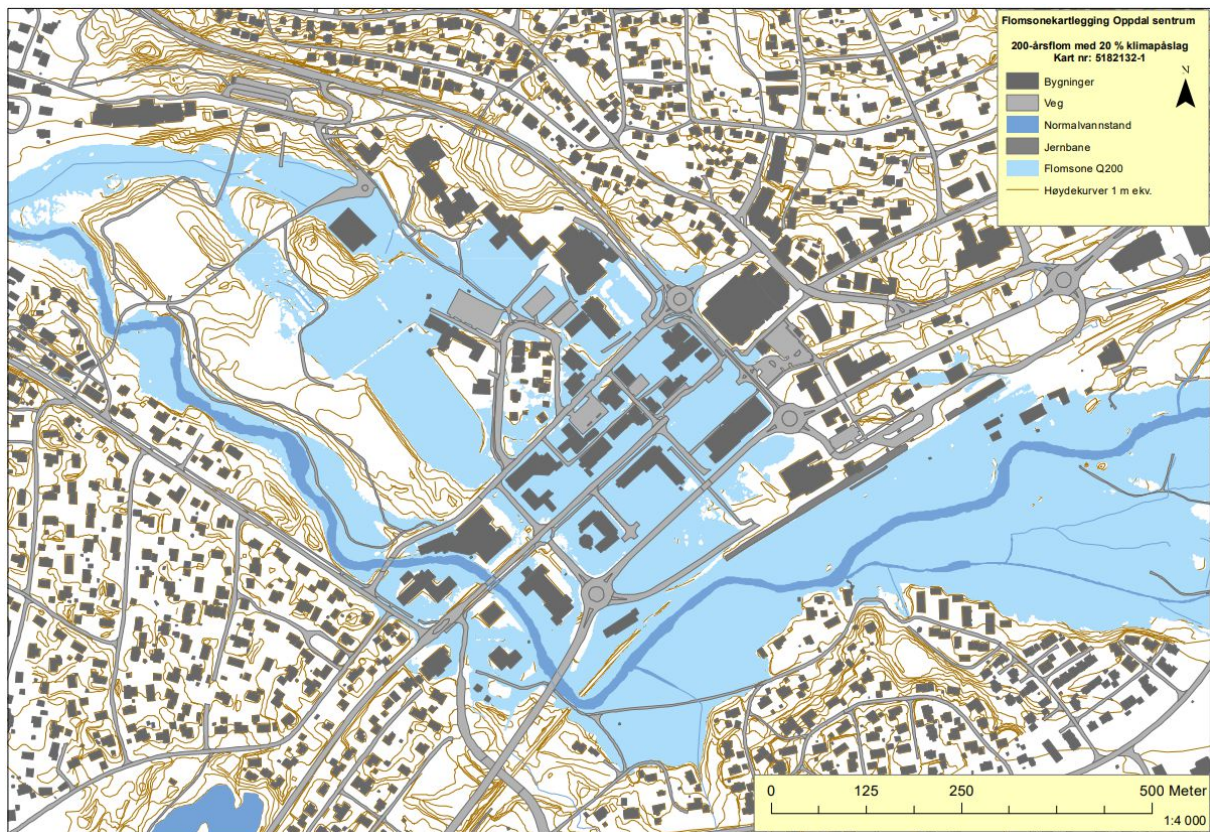 Flomsonekartlegging Oppdal sentrum
200-årsflom med 20 % klimapåslag
Kart nr: 5182132-1
N
Bygninger
Veg
Normalvannstand
Jernbane
Flomsone Q200
Høydekurver 1 m ekv.
0 125 250 500 Meter
1:4 000